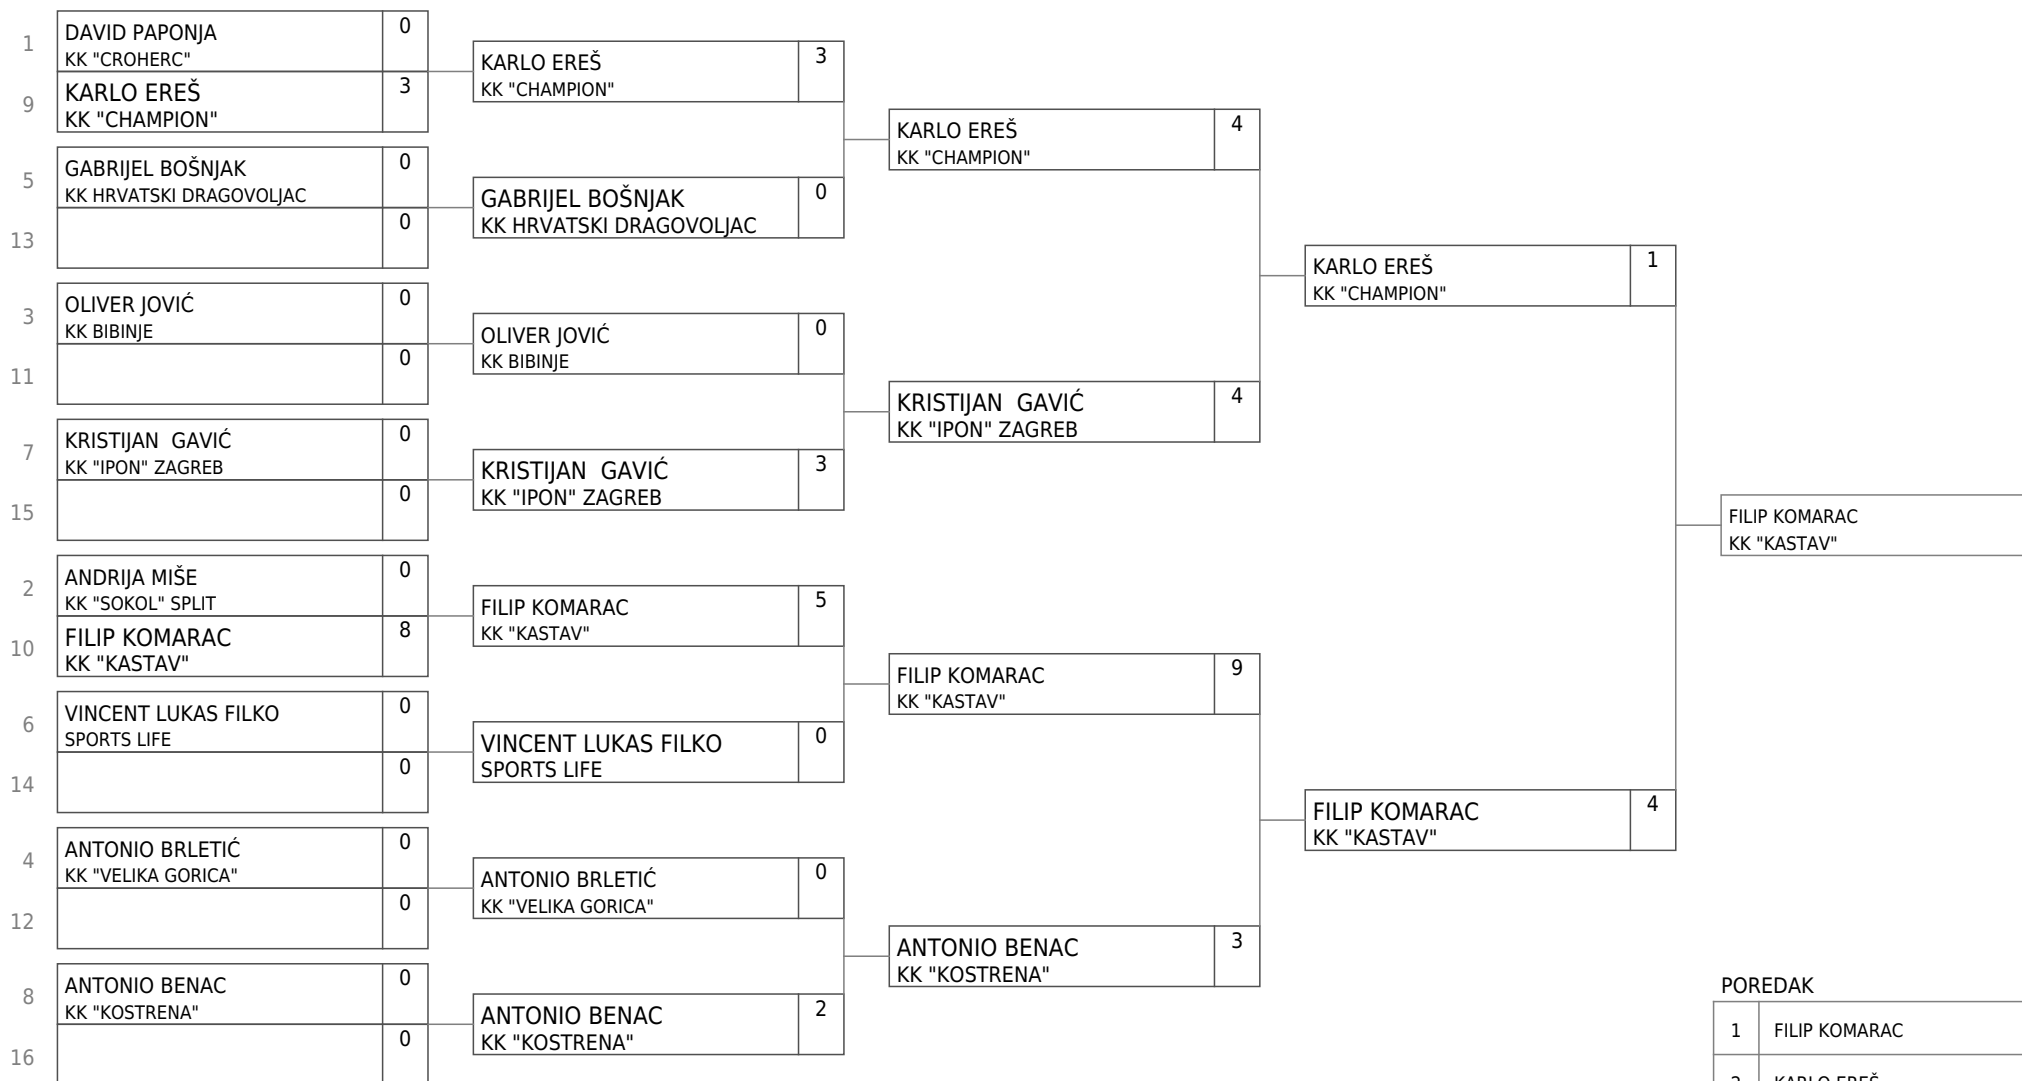 1
DAVID PAPONJA
KK "CROHERC"
0
9
KARLO EREŠ
KK "CHAMPION"
3
5
GABRIJEL BOŠNJAK
KK HRVATSKI DRAGOVOLJAC
0
13
0
3
OLIVER JOVIĆ
KK BIBINJE
0
11
0
7
KRISTIJAN  GAVIĆ
KK "IPON" ZAGREB
0
15
0
2
ANDRIJA MIŠE
KK "SOKOL" SPLIT
0
10
FILIP KOMARAC
KK "KASTAV"
8
6
VINCENT LUKAS FILKO
SPORTS LIFE
0
14
0
4
ANTONIO BRLETIĆ
KK "VELIKA GORICA"
0
12
0
8
ANTONIO BENAC
KK "KOSTRENA"
0
16
0
KARLO EREŠ
KK "CHAMPION"
3
GABRIJEL BOŠNJAK
KK HRVATSKI DRAGOVOLJAC
0
OLIVER JOVIĆ
KK BIBINJE
0
KRISTIJAN  GAVIĆ
KK "IPON" ZAGREB
3
FILIP KOMARAC
KK "KASTAV"
5
VINCENT LUKAS FILKO
SPORTS LIFE
0
ANTONIO BRLETIĆ
KK "VELIKA GORICA"
0
ANTONIO BENAC
KK "KOSTRENA"
2
KARLO EREŠ
KK "CHAMPION"
4
KRISTIJAN  GAVIĆ
KK "IPON" ZAGREB
4
FILIP KOMARAC
KK "KASTAV"
9
ANTONIO BENAC
KK "KOSTRENA"
3
KARLO EREŠ
KK "CHAMPION"
1
FILIP KOMARAC
KK "KASTAV"
4
FILIP KOMARAC
KK "KASTAV"
POREDAK
1 FILIP KOMARAC
2 KARLO EREŠ